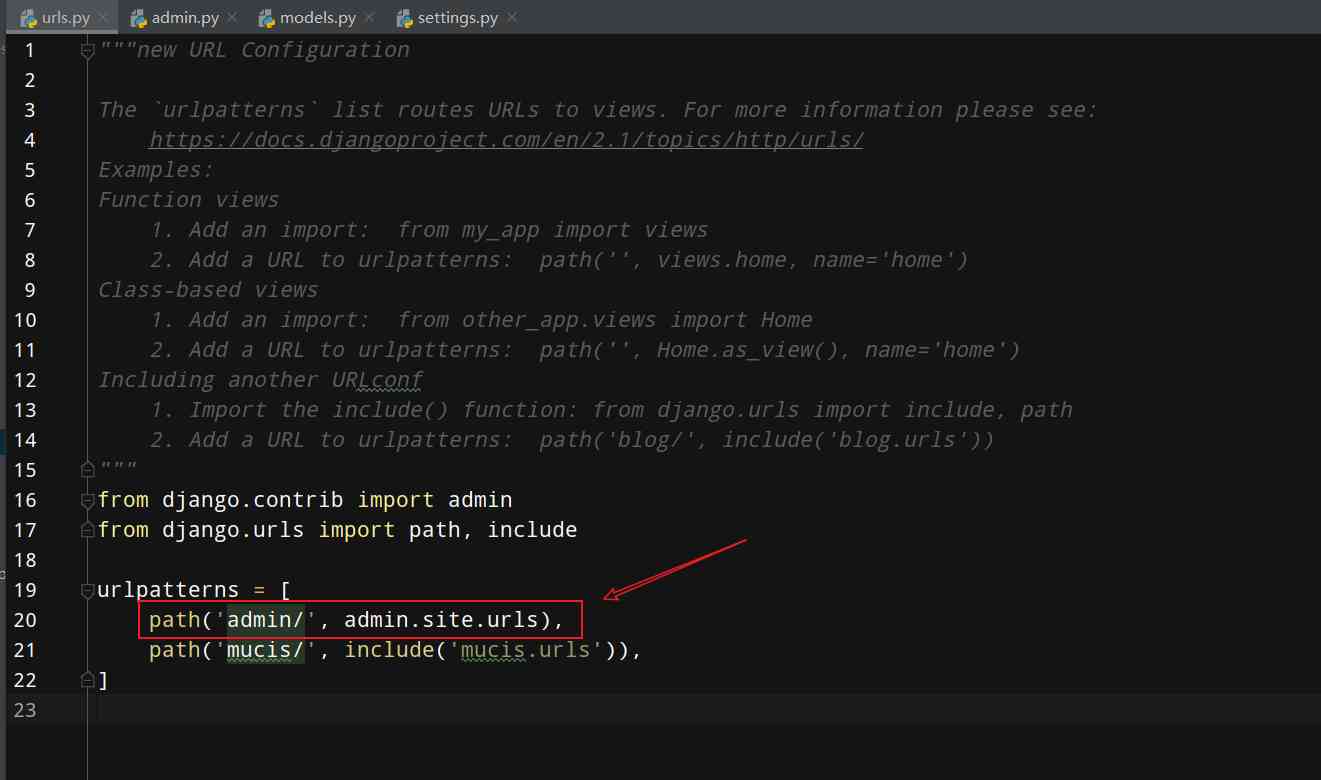 urls.py admin.py models.py settings.py
1 """new URL Configuration
2
3 The `urlpatterns` list routes URLs to views. For more information please see:
4 https://docs.djangoproject.com/en/2.1/topics/http/urls/
5 Examples:
6 Function views
7 1. Add an import:  from my_app import views
8 2. Add a URL to urlpatterns:  path('', views.home, name='home')
9 Class-based views
10 1. Add an import:  from other_app.views import Home
11 2. Add a URL to urlpatterns:  path('', Home.as_view(), name='home')
12 Including another URLconf
13 1. Import the include() function: from django.urls import include, path
14 2. Add a URL to urlpatterns:  path('blog/', include('blog.urls'))
15 """
16 from django.contrib import admin
17 from django.urls import path, include
18
19 urlpatterns = [
20 path('admin/', admin.site.urls),
21 path('mucis/', include('mucis.urls')),
22 ]
23